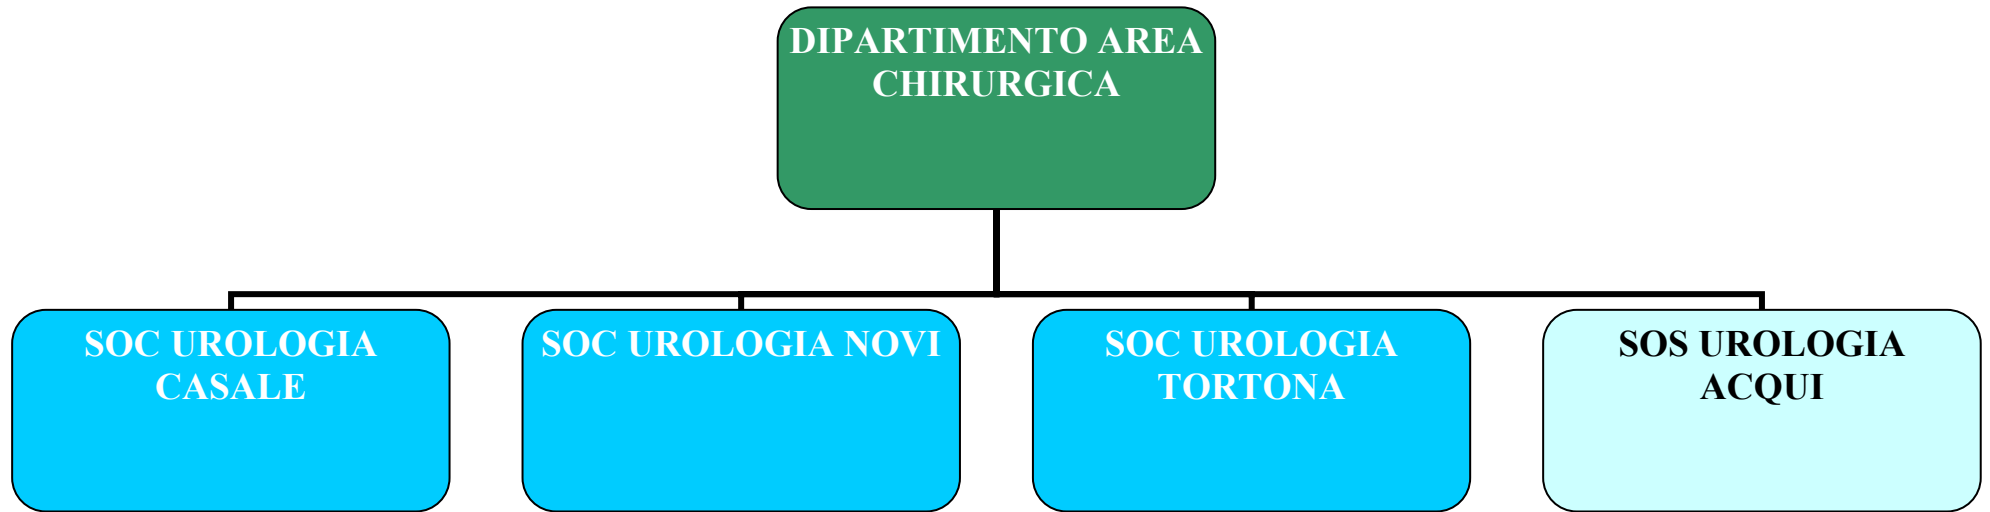 DIPARTIMENTO AREA
CHIRURGICA
SOC UROLOGIA
CASALE
SOC UROLOGIA NOVI
SOC UROLOGIA
TORTONA
SOS UROLOGIA
ACQUI